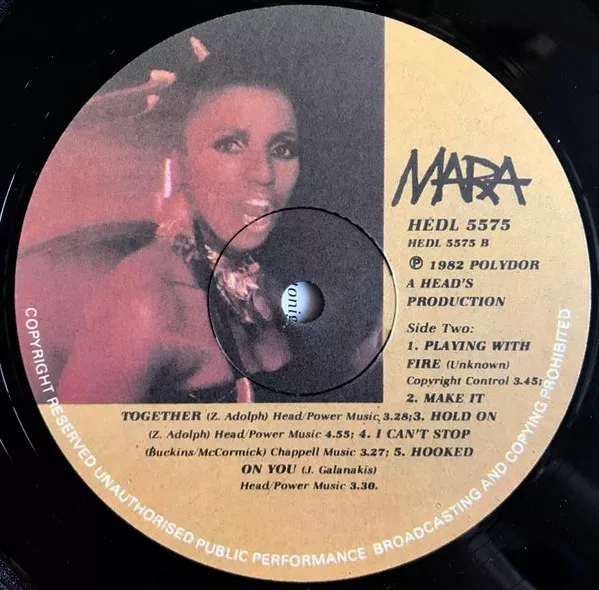 MARA
HEDL 5575
HEDL 5575 B
℗ 1982 POLYDOR
A HEAD'S
PRODUCTION
Side Two:
1. PLAYING WITH
FIRE (Unknown)
Copyright Control 3.45;
2. MAKE IT
TOGETHER (Z. Adolph) Head/Power Music 3.28; 3. HOLD ON
(Z. Adolph) Head/Power Music 4.55; 4. I CAN'T STOP
(Buckins/McCormick) Chappell Music 3.27; 5. HOOKED
ON YOU (J. Galanakis)
Head/Power Music 3.30.
COPYRIGHT RESERVED UNAUTHORISED PUBLIC PERFORMANCE BROADCASTING AND COPYING PROHIBITED